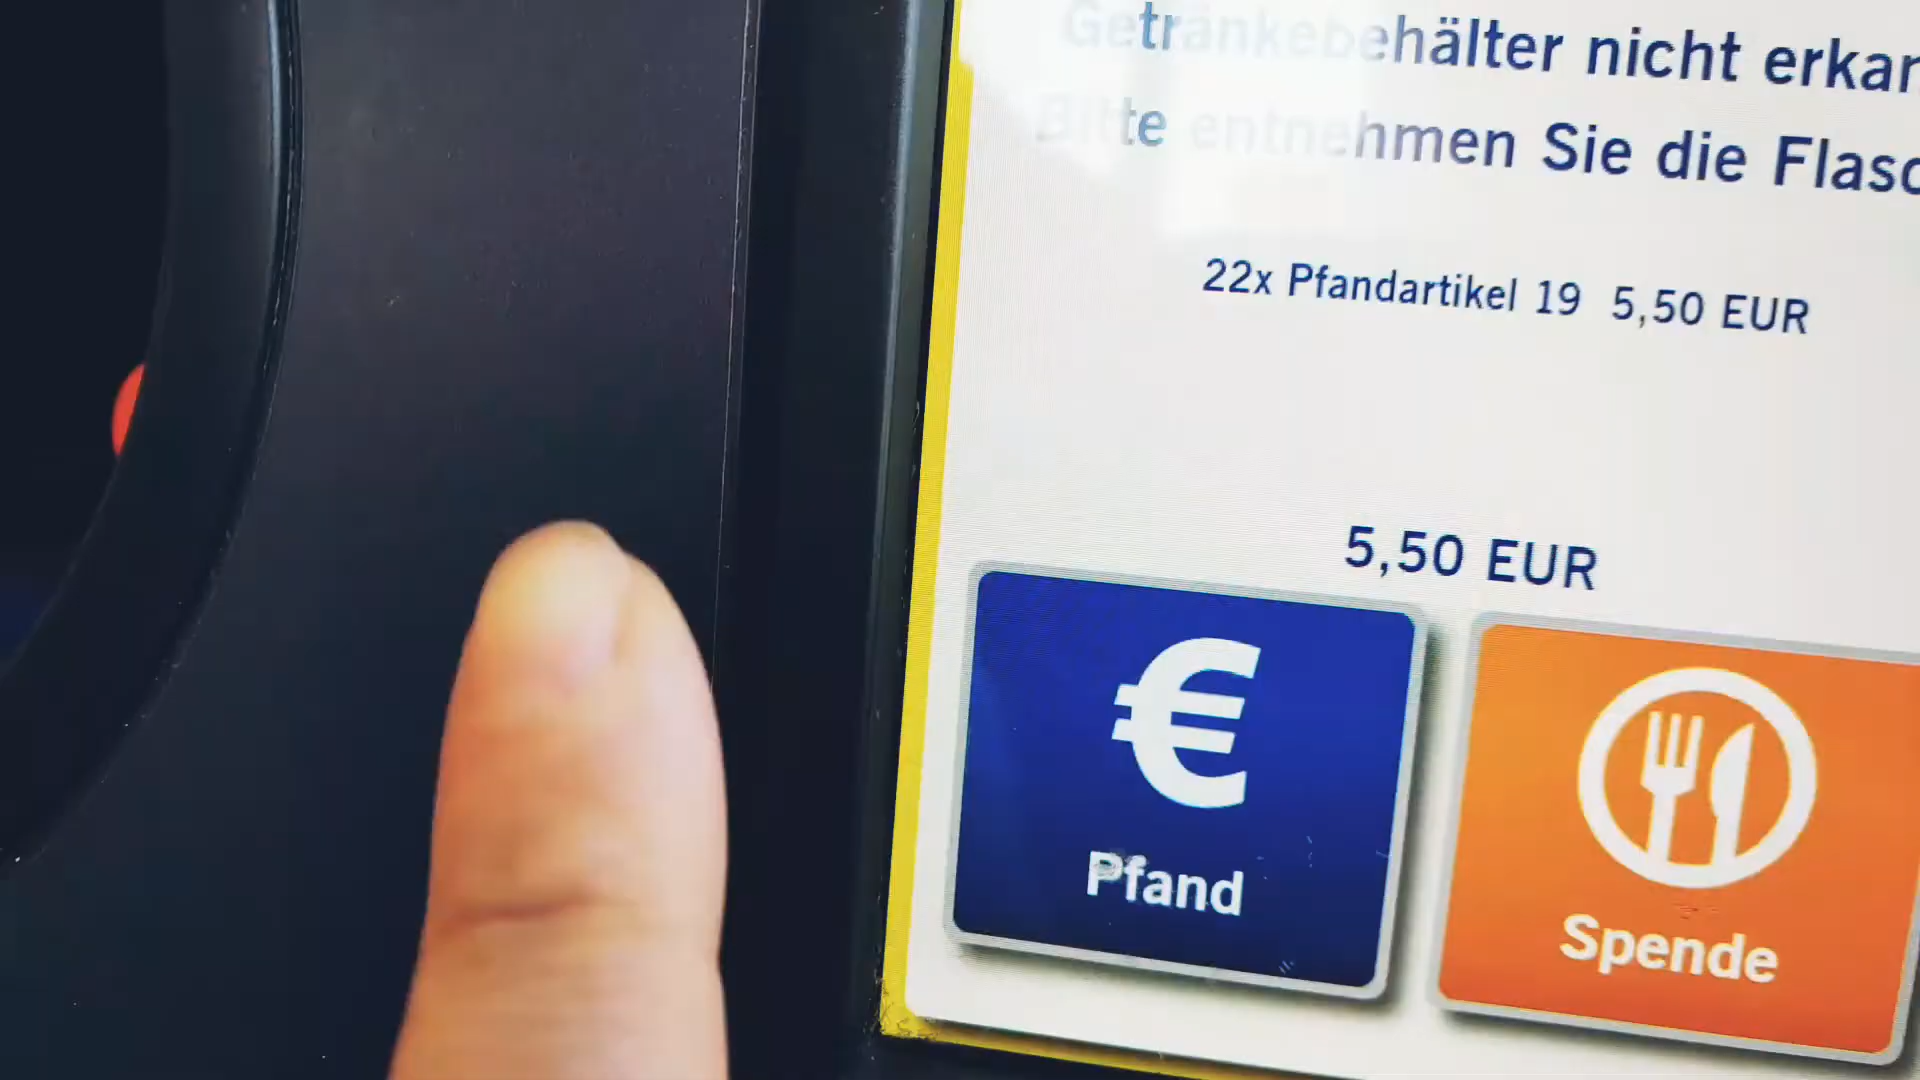 Getränkebehälter nicht erkan
Bitte entnehmen Sie die Flasc
22x Pfandartikel 19 5,50 EUR
5,50 EUR
€
Pfand
Spende